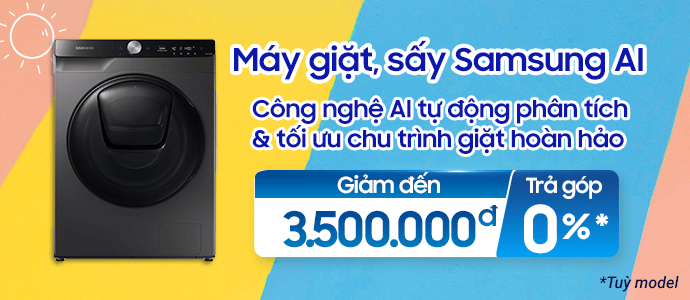 SAMSUNG
Máy giặt, sấy Samsung AI
Công nghệ AI tự động phân tích
& tối ưu chu trình giặt hoàn hảo
Giảm đến
3.500.000đ
Trả góp
0%*
*Tuỳ model